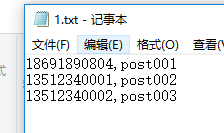 1.txt - 记事本
文件(F) 编辑(E) 格式(O) 查看(V
式
18691890804,post001
13512340001,post002
13512340002,post003